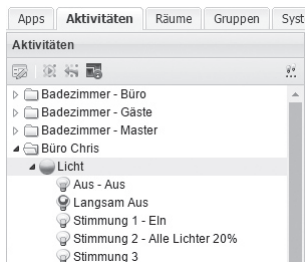 Apps Aktivitäten Räume Gruppen Syst
Aktivitäten
Badezimmer - Büro
Badezimmer - Gäste
Badezimmer - Master
Büro Chris
Licht
Aus - Aus
Langsam Aus
Stimmung 1 - EIn
Stimmung 2 - Alle Lichter 20%
Stimmung 3